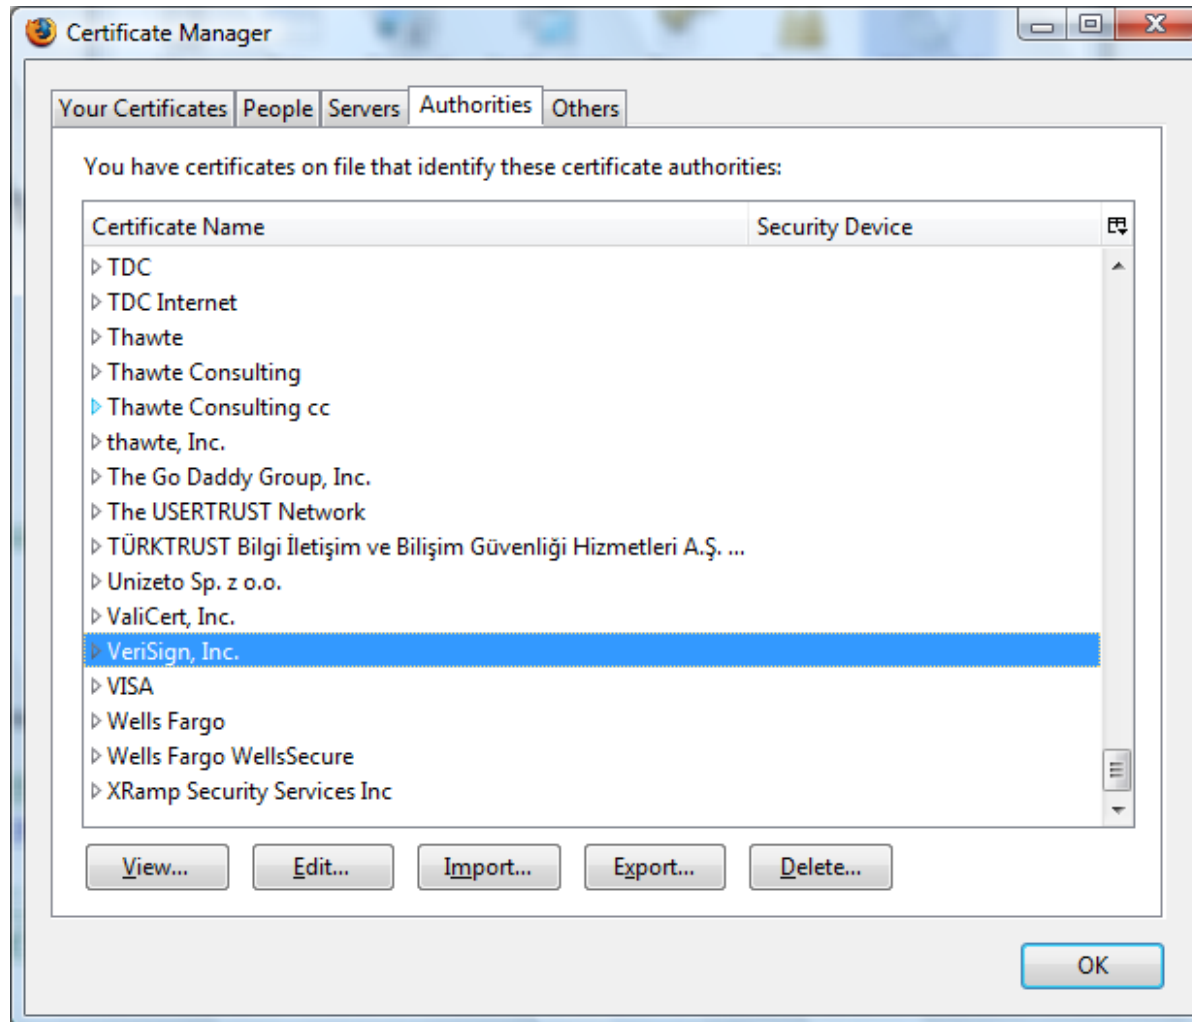 Certificate Manager
Your Certificates People Servers Authorities Others
You have certificates on file that identify these certificate authorities:
Certificate Name Security Device
TDC
TDC Internet
Thawte
Thawte Consulting
Thawte Consulting cc
thawte, Inc.
The Go Daddy Group, Inc.
The USERTRUST Network
TÜRKTRUST Bilgi İletişim ve Bilişim Güvenliği Hizmetleri A.Ş. ...
Unizeto Sp. z o.o.
ValiCert, Inc.
VeriSign, Inc.
VISA
Wells Fargo
Wells Fargo WellsSecure
XRamp Security Services Inc
View... Edit... Import... Export... Delete...
OK